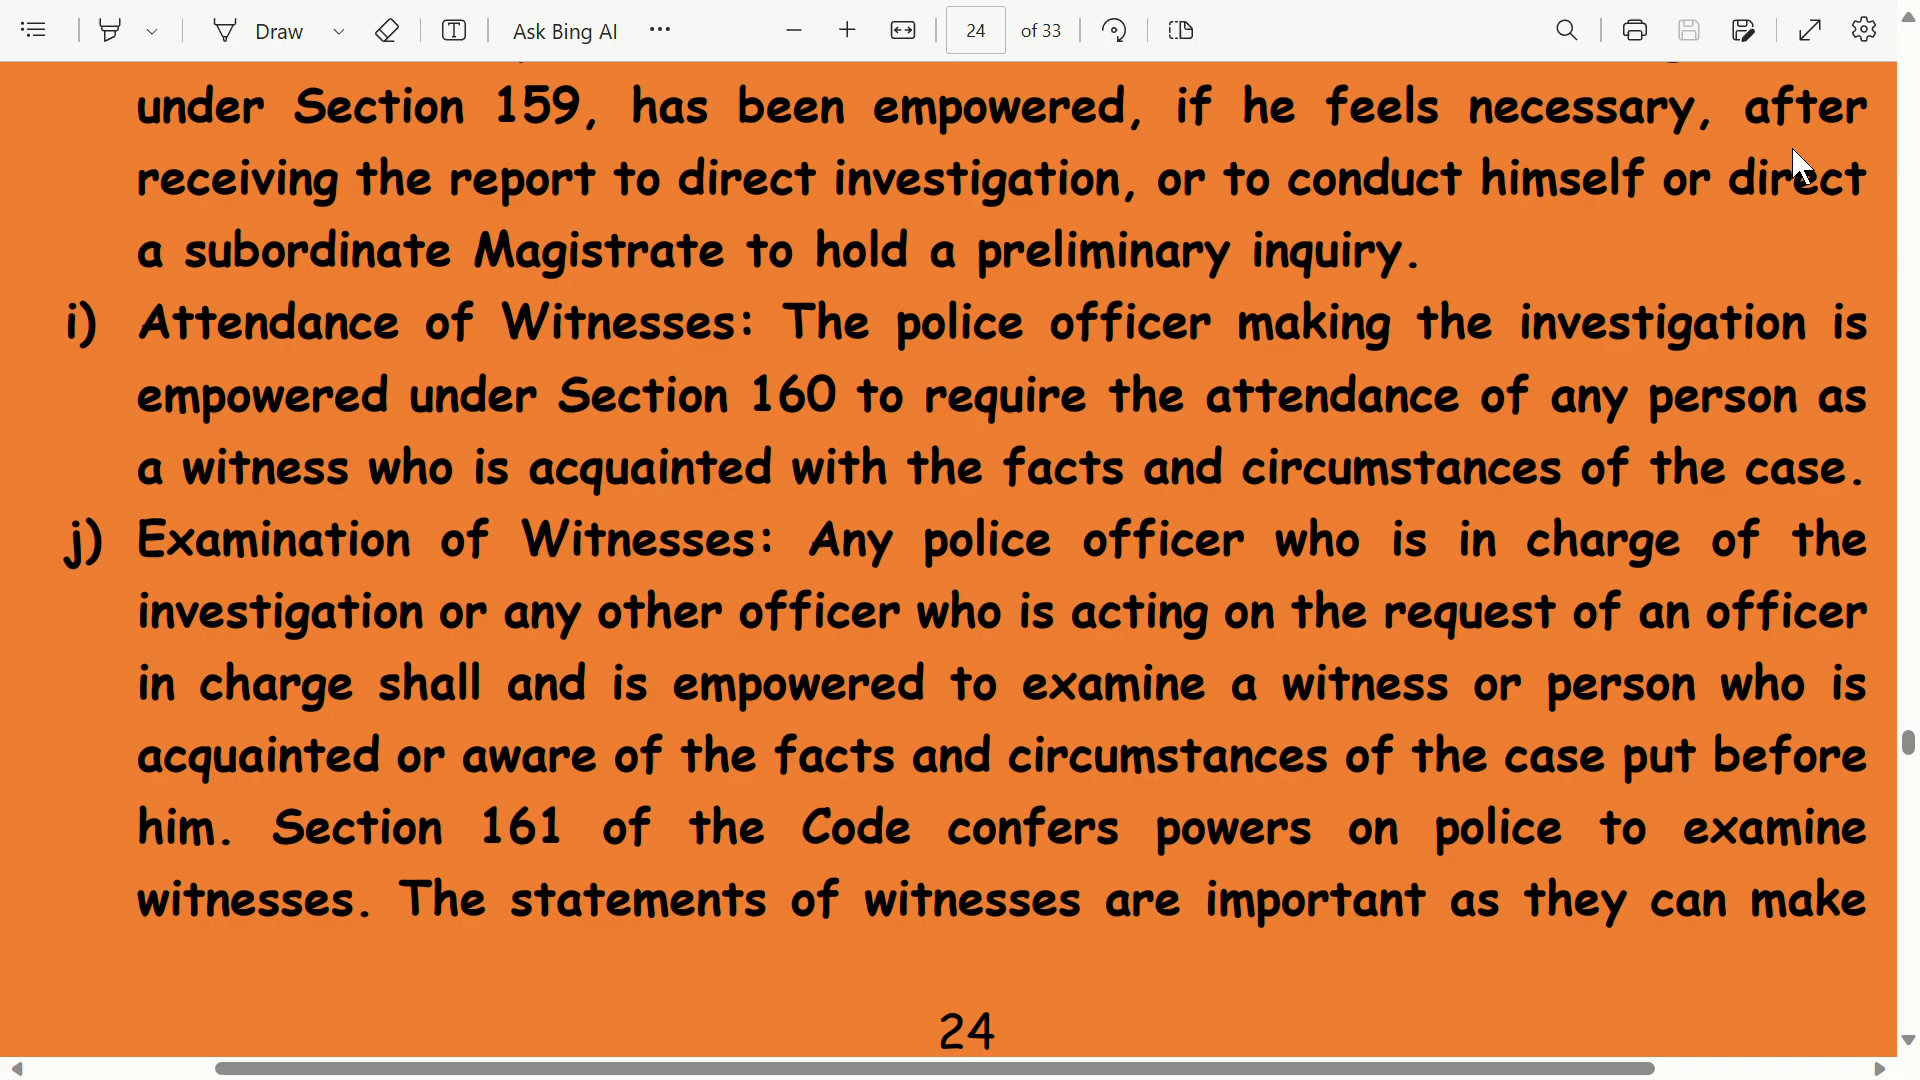 Draw Ask Bing AI 24 of 33
under Section 159, has been empowered, if he feels necessary, after
receiving the report to direct investigation, or to conduct himself or direct
a subordinate Magistrate to hold a preliminary inquiry.
i) Attendance of Witnesses: The police officer making the investigation is
empowered under Section 160 to require the attendance of any person as
a witness who is acquainted with the facts and circumstances of the case.
j) Examination of Witnesses: Any police officer who is in charge of the
investigation or any other officer who is acting on the request of an officer
in charge shall and is empowered to examine a witness or person who is
acquainted or aware of the facts and circumstances of the case put before
him. Section 161 of the Code confers powers on police to examine
witnesses. The statements of witnesses are important as they can make
24